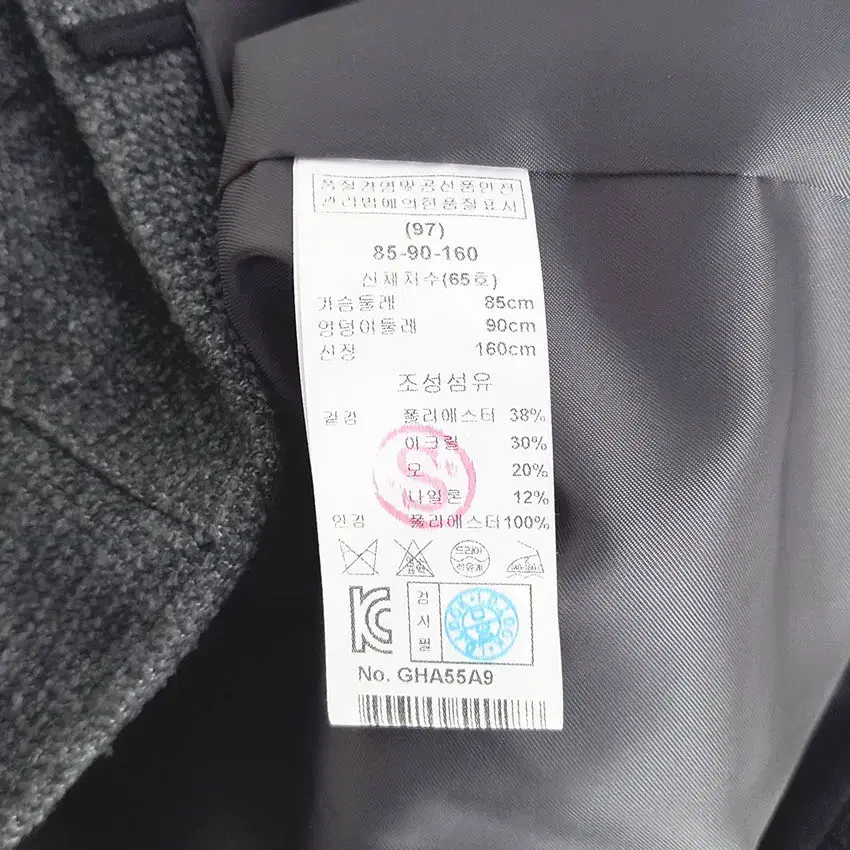 품질경영및공산품안전
관리법에의한품질표시
(97)
85-90-160
신체치수(65호)
가슴둘레 85cm
엉덩이둘레 90cm
신장 160cm
조성섬유
겉감 폴리에스터 38%
아크릴 30%
모 20%
나일론 12%
S
안감 폴리에스터 100%
드라이
석유계
KC
검사필
OK
No. GHA55A9